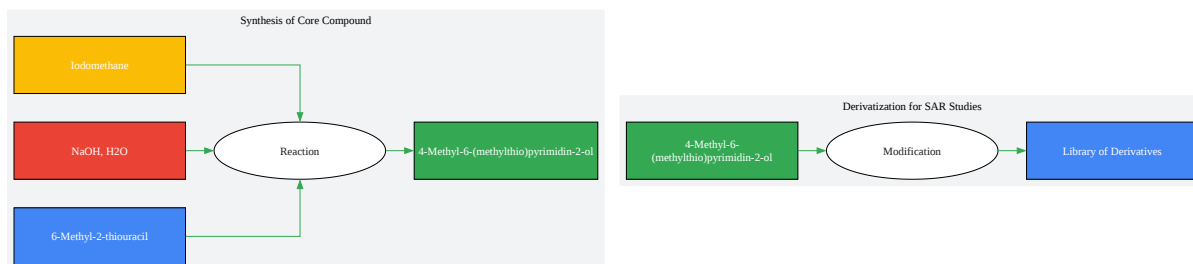 Synthesis of Core Compound
Iodomethane
NaOH, H2O
Reaction
4-Methyl-6-(methylthio)pyrimidin-2-ol
6-Methyl-2-thiouracil
Derivatization for SAR Studies
4-Methyl-6-
(methylthio)pyrimidin-2-ol
Modification
Library of Derivatives